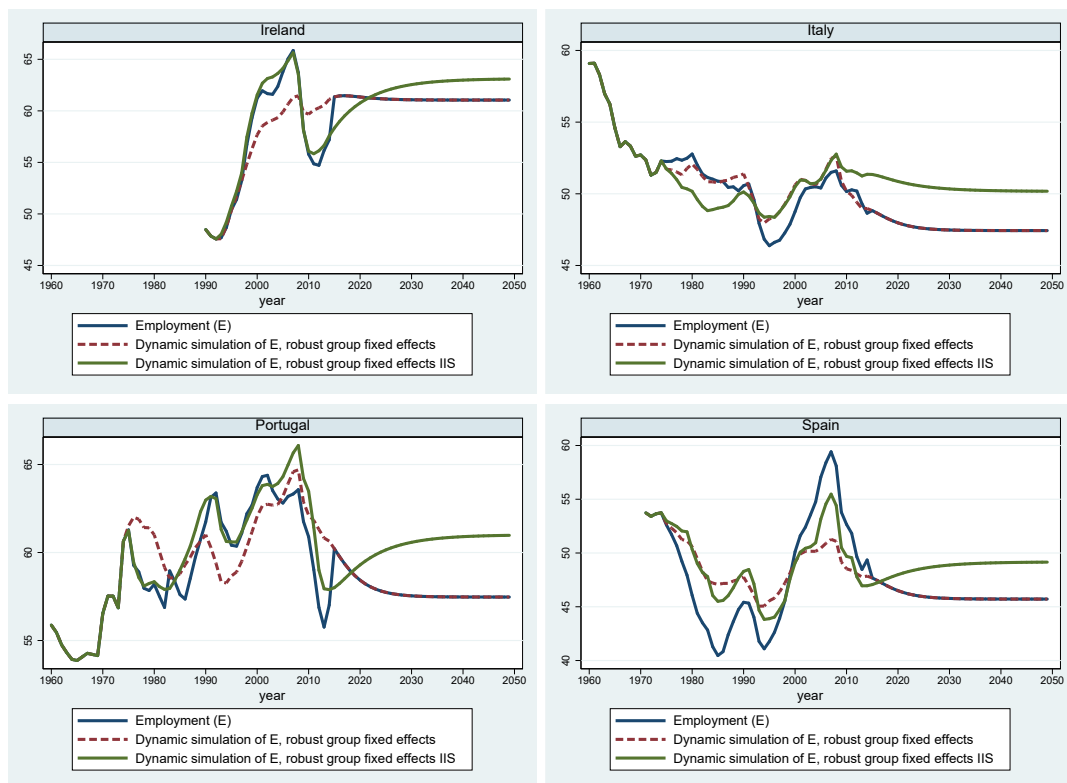 Ireland
65
60
55
50
45
1960 1970 1980 1990 2000 2010 2020 2030 2040 2050
year
Employment (E)
Dynamic simulation of E, robust group fixed effects
Dynamic simulation of E, robust group fixed effects IIS
Italy
60
55
50
45
1960 1970 1980 1990 2000 2010 2020 2030 2040 2050
year
Employment (E)
Dynamic simulation of E, robust group fixed effects
Dynamic simulation of E, robust group fixed effects IIS
Portugal
65
60
55
1960 1970 1980 1990 2000 2010 2020 2030 2040 2050
year
Employment (E)
Dynamic simulation of E, robust group fixed effects
Dynamic simulation of E, robust group fixed effects IIS
Spain
60
55
50
45
40
1960 1970 1980 1990 2000 2010 2020 2030 2040 2050
year
Employment (E)
Dynamic simulation of E, robust group fixed effects
Dynamic simulation of E, robust group fixed effects IIS